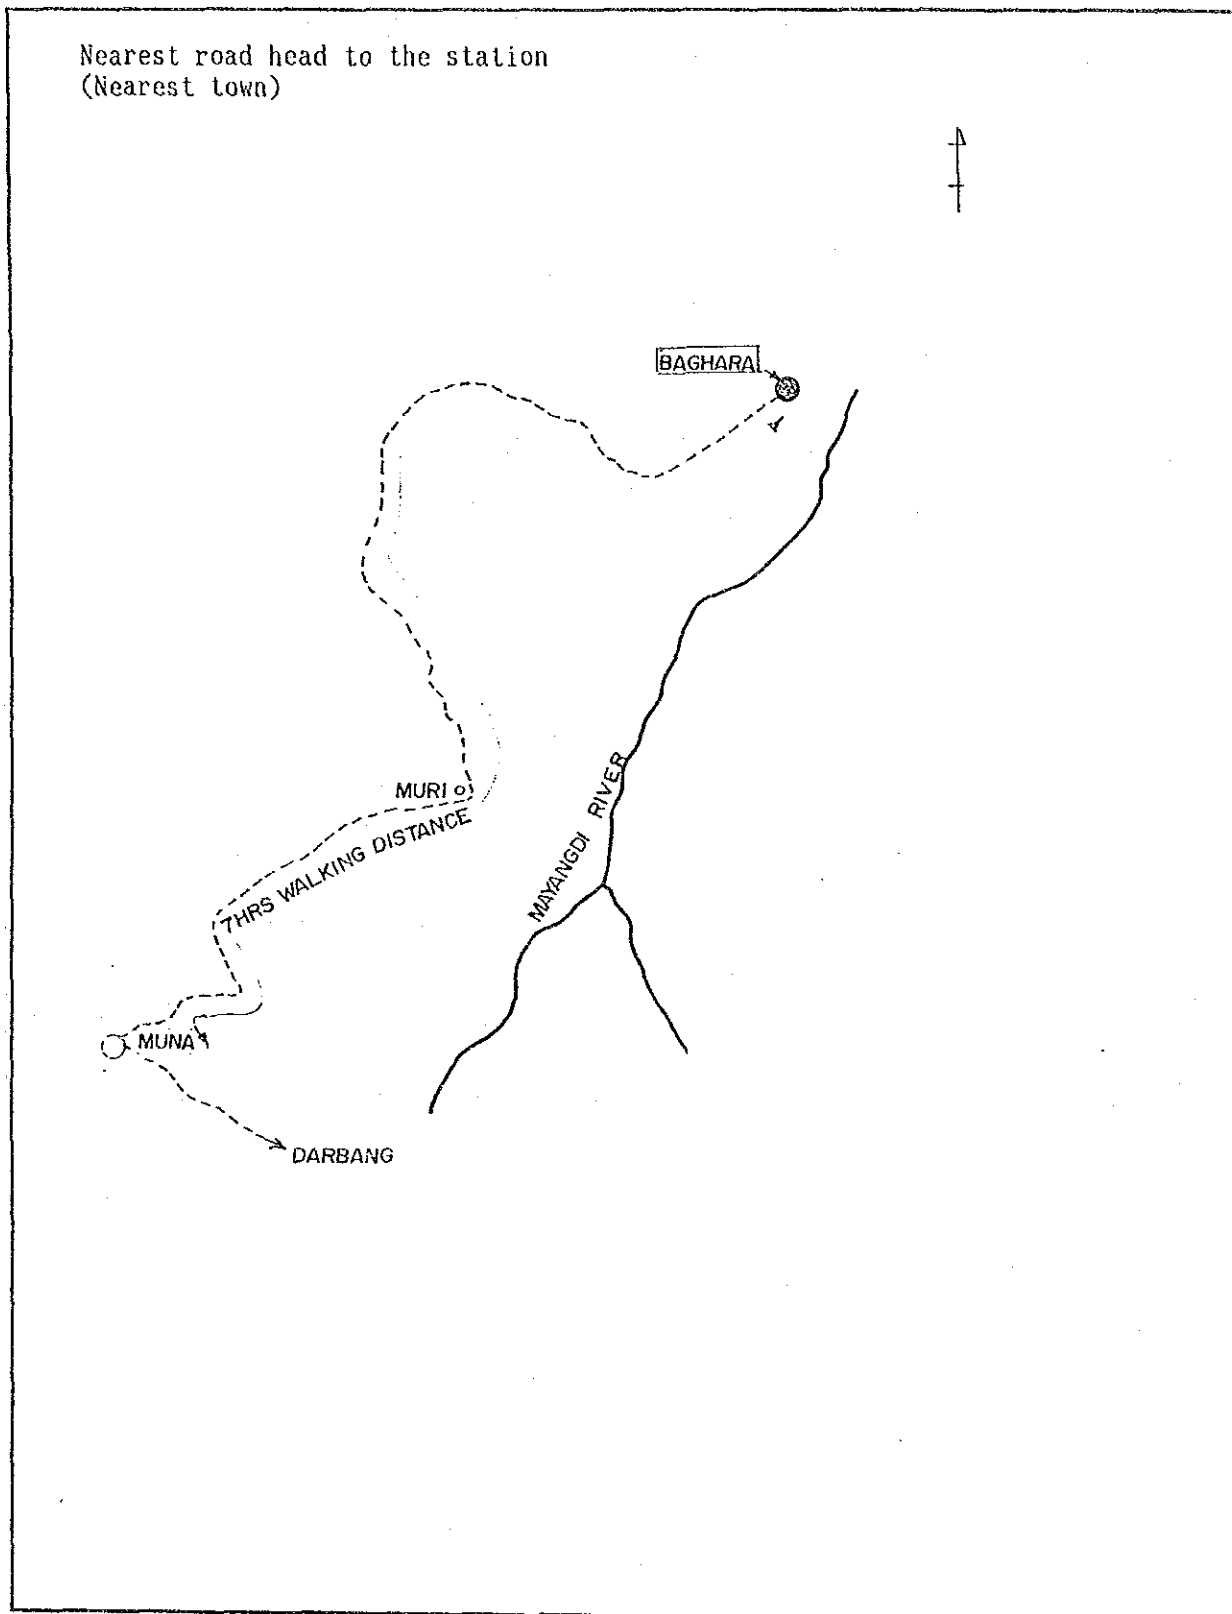 Nearest road head to the station
(Nearest town)
BAGHARA
MURI
7HRS WALKING DISTANCE
MAYANGDI RIVER
MUNA
DARBANG